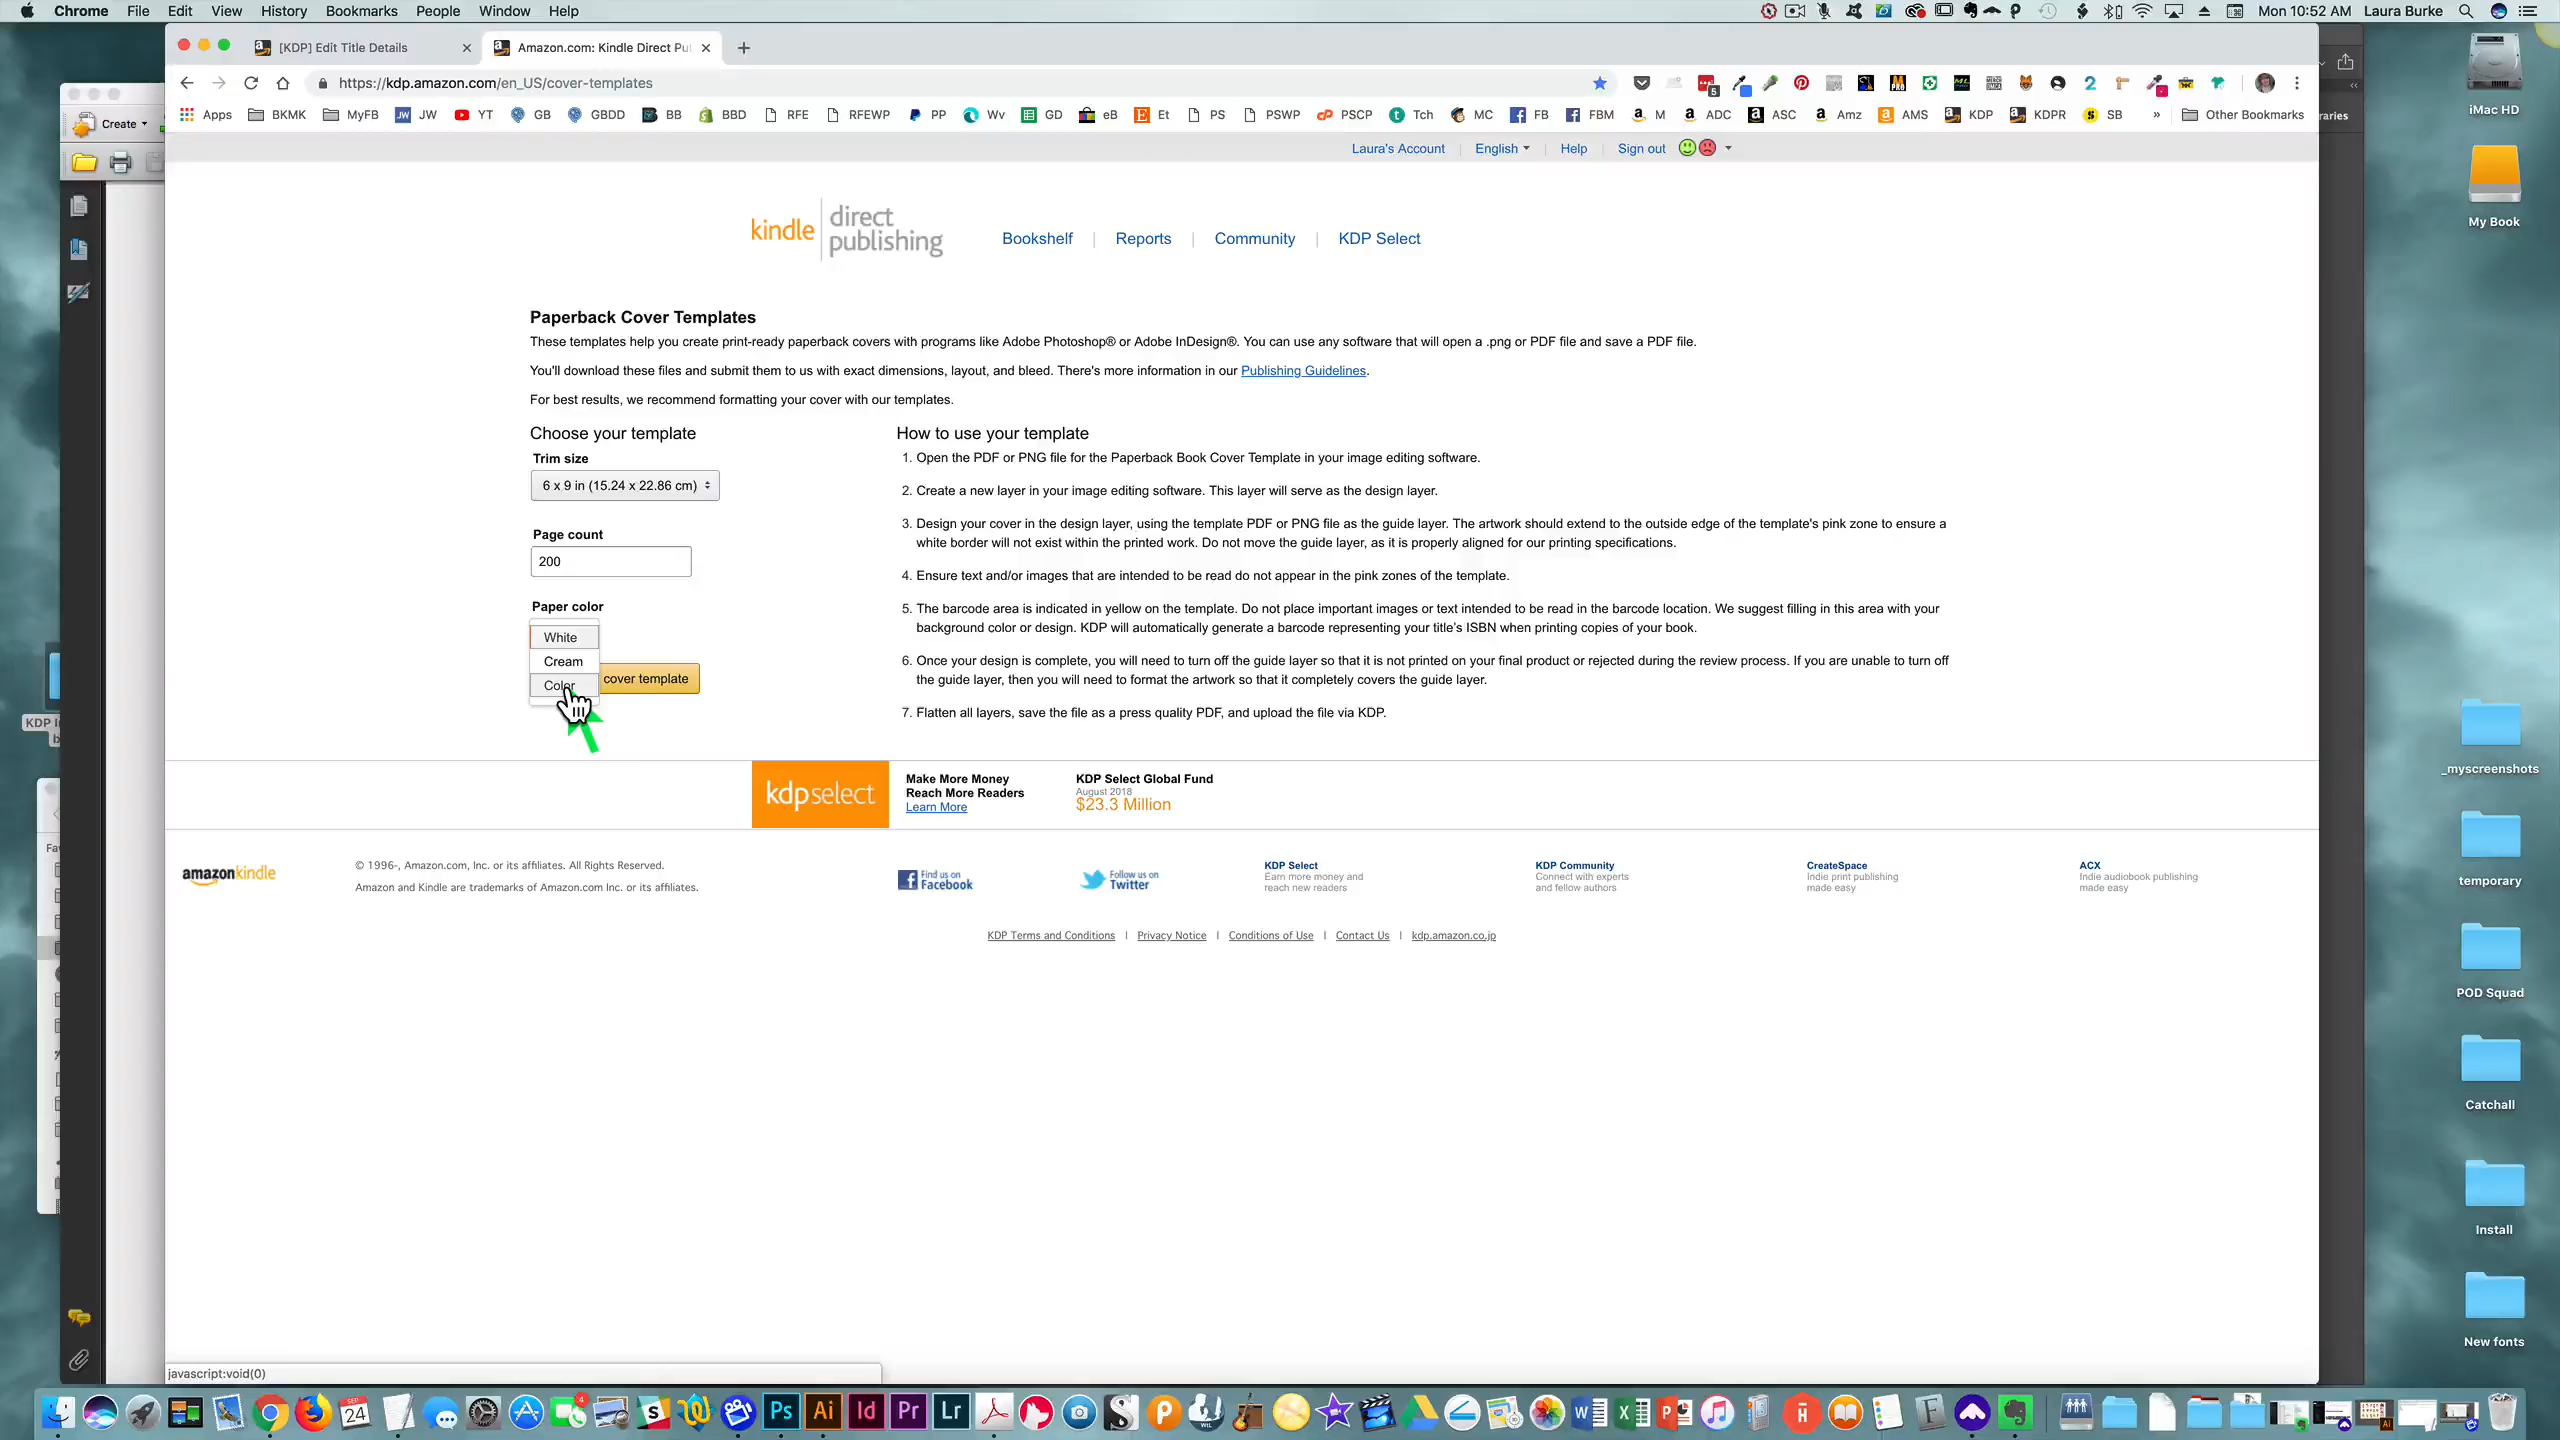 Chrome File Edit View History Bookmarks People Window Help
Mon 10:52 AM Laura Burke
[KDP] Edit Title Details
Amazon.com: Kindle Direct Pu
https://kdp.amazon.com/en_US/cover-templates
Apps BKMK MyFB JW YT GB GBDD BB BBD RFE RFEWP PP Wv GD eB Et PS PSWP PSCP Tch MC FB FBM M ADC ASC Amz AMS KDP KDPR SB » Other Bookmarks
Create
raries
Laura's Account | English | Help | Sign out
kindle direct publishing
Bookshelf | Reports | Community | KDP Select
Paperback Cover Templates
These templates help you create print-ready paperback covers with programs like Adobe Photoshop® or Adobe InDesign®. You can use any software that will open a .png or PDF file and save a PDF file.
You'll download these files and submit them to us with exact dimensions, layout, and bleed. There's more information in our Publishing Guidelines.
For best results, we recommend formatting your cover with our templates.
Choose your template
Trim size
6 x 9 in (15.24 x 22.86 cm)
Page count
200
Paper color
White
Cream
Color
cover template
How to use your template
1. Open the PDF or PNG file for the Paperback Book Cover Template in your image editing software.
2. Create a new layer in your image editing software. This layer will serve as the design layer.
3. Design your cover in the design layer, using the template PDF or PNG file as the guide layer. The artwork should extend to the outside edge of the template's pink zone to ensure a
white border will not exist within the printed work. Do not move the guide layer, as it is properly aligned for our printing specifications.
4. Ensure text and/or images that are intended to be read do not appear in the pink zones of the template.
5. The barcode area is indicated in yellow on the template. Do not place important images or text intended to be read in the barcode location. We suggest filling in this area with your
background color or design. KDP will automatically generate a barcode representing your title's ISBN when printing copies of your book.
6. Once your design is complete, you will need to turn off the guide layer so that it is not printed on your final product or rejected during the review process. If you are unable to turn off
the guide layer, then you will need to format the artwork so that it completely covers the guide layer.
7. Flatten all layers, save the file as a press quality PDF, and upload the file via KDP.
kdpselect
Make More Money
Reach More Readers
Learn More
KDP Select Global Fund
August 2018
$23.3 Million
amazonkindle
© 1996-, Amazon.com, Inc. or its affiliates. All Rights Reserved.
Amazon and Kindle are trademarks of Amazon.com Inc. or its affiliates.
Find us on
Facebook
Follow us on
Twitter
KDP Select
Earn more money and
reach new readers
KDP Community
Connect with experts
and fellow authors
CreateSpace
Indie print publishing
made easy
ACX
Indie audiobook publishing
made easy
KDP Terms and Conditions | Privacy Notice | Conditions of Use | Contact Us | kdp.amazon.co.jp
javascript:void(0)
iMac HD
My Book
_myscreenshots
temporary
POD Squad
Catchall
Install
New fonts
KDP
Fav
SEP
24
4
Ps Ai Id Pr Lr